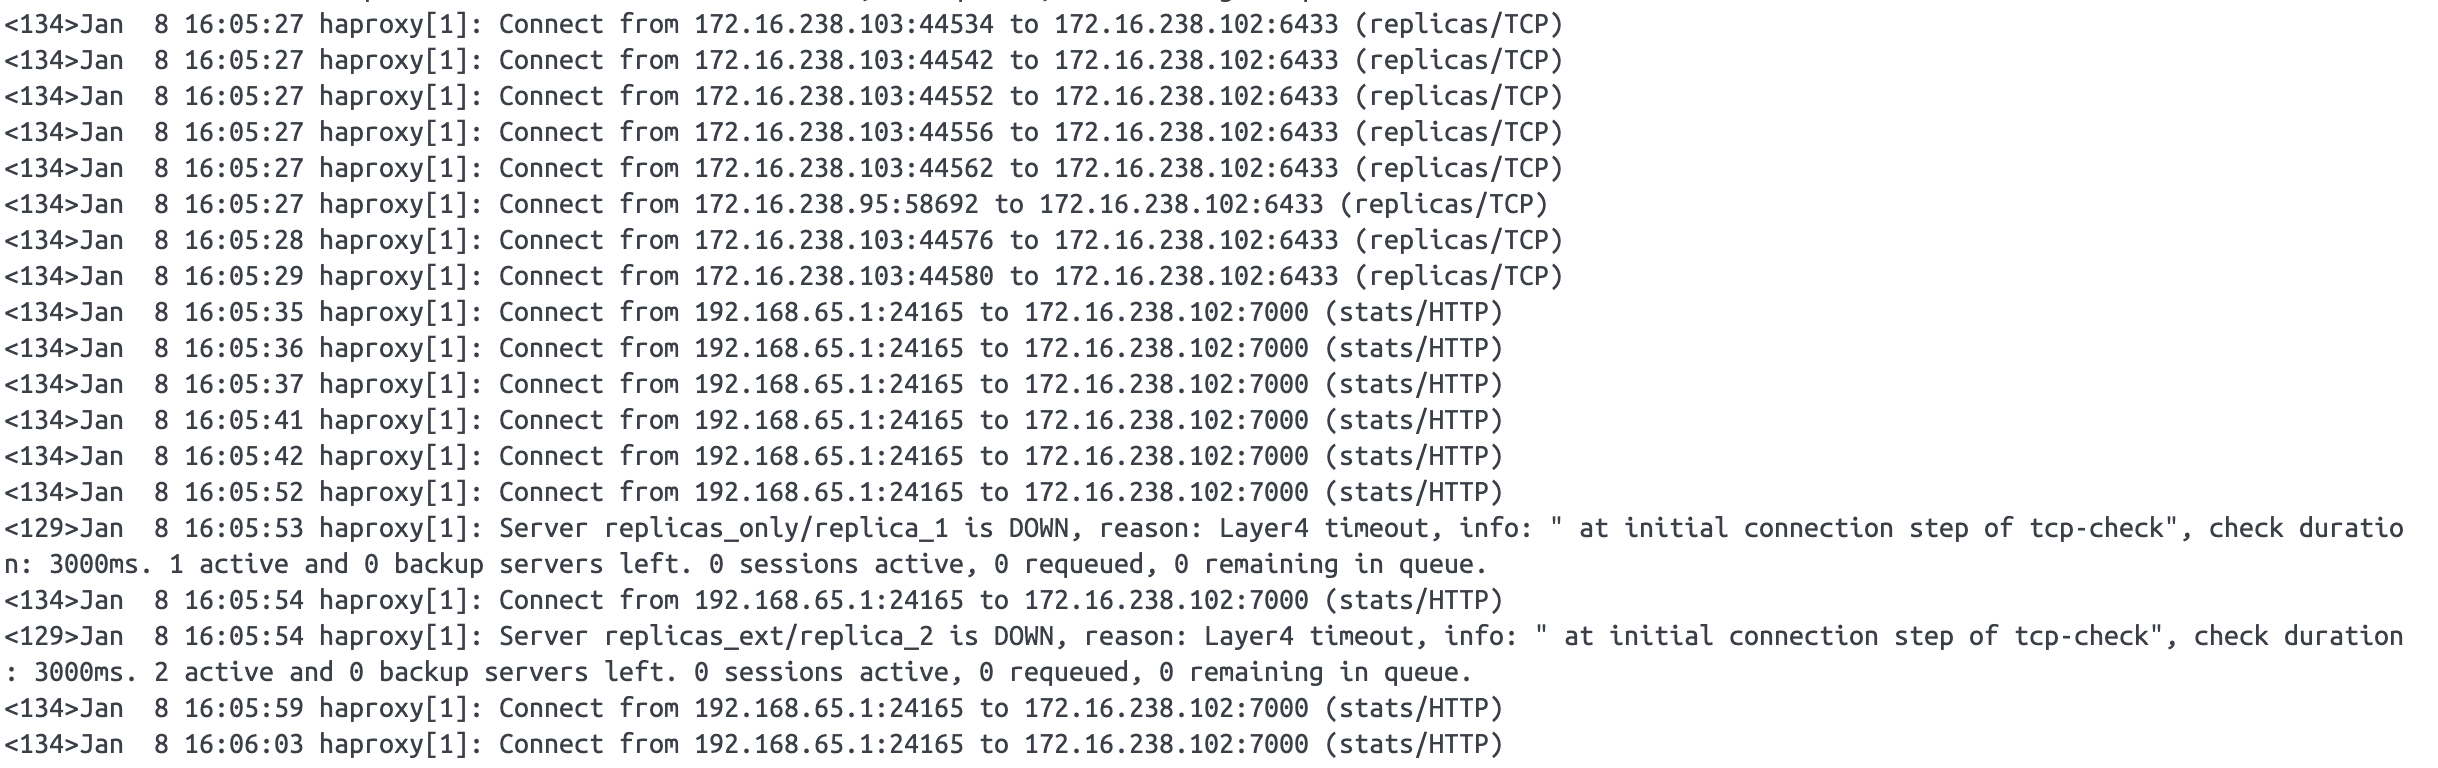 <134>Jan  8 16:05:27 haproxy[1]: Connect from 172.16.238.103:44534 to 172.16.238.102:6433 (replicas/TCP)
<134>Jan  8 16:05:27 haproxy[1]: Connect from 172.16.238.103:44542 to 172.16.238.102:6433 (replicas/TCP)
<134>Jan  8 16:05:27 haproxy[1]: Connect from 172.16.238.103:44552 to 172.16.238.102:6433 (replicas/TCP)
<134>Jan  8 16:05:27 haproxy[1]: Connect from 172.16.238.103:44556 to 172.16.238.102:6433 (replicas/TCP)
<134>Jan  8 16:05:27 haproxy[1]: Connect from 172.16.238.103:44562 to 172.16.238.102:6433 (replicas/TCP)
<134>Jan  8 16:05:27 haproxy[1]: Connect from 172.16.238.95:58692 to 172.16.238.102:6433 (replicas/TCP)
<134>Jan  8 16:05:28 haproxy[1]: Connect from 172.16.238.103:44576 to 172.16.238.102:6433 (replicas/TCP)
<134>Jan  8 16:05:29 haproxy[1]: Connect from 172.16.238.103:44580 to 172.16.238.102:6433 (replicas/TCP)
<134>Jan  8 16:05:35 haproxy[1]: Connect from 192.168.65.1:24165 to 172.16.238.102:7000 (stats/HTTP)
<134>Jan  8 16:05:36 haproxy[1]: Connect from 192.168.65.1:24165 to 172.16.238.102:7000 (stats/HTTP)
<134>Jan  8 16:05:37 haproxy[1]: Connect from 192.168.65.1:24165 to 172.16.238.102:7000 (stats/HTTP)
<134>Jan  8 16:05:41 haproxy[1]: Connect from 192.168.65.1:24165 to 172.16.238.102:7000 (stats/HTTP)
<134>Jan  8 16:05:42 haproxy[1]: Connect from 192.168.65.1:24165 to 172.16.238.102:7000 (stats/HTTP)
<134>Jan  8 16:05:52 haproxy[1]: Connect from 192.168.65.1:24165 to 172.16.238.102:7000 (stats/HTTP)
<129>Jan  8 16:05:53 haproxy[1]: Server replicas_only/replica_1 is DOWN, reason: Layer4 timeout, info: " at initial connection step of tcp-check", check duratio
n: 3000ms. 1 active and 0 backup servers left. 0 sessions active, 0 requeued, 0 remaining in queue.
<134>Jan  8 16:05:54 haproxy[1]: Connect from 192.168.65.1:24165 to 172.16.238.102:7000 (stats/HTTP)
<129>Jan  8 16:05:54 haproxy[1]: Server replicas_ext/replica_2 is DOWN, reason: Layer4 timeout, info: " at initial connection step of tcp-check", check duration
: 3000ms. 2 active and 0 backup servers left. 0 sessions active, 0 requeued, 0 remaining in queue.
<134>Jan  8 16:05:59 haproxy[1]: Connect from 192.168.65.1:24165 to 172.16.238.102:7000 (stats/HTTP)
<134>Jan  8 16:06:03 haproxy[1]: Connect from 192.168.65.1:24165 to 172.16.238.102:7000 (stats/HTTP)